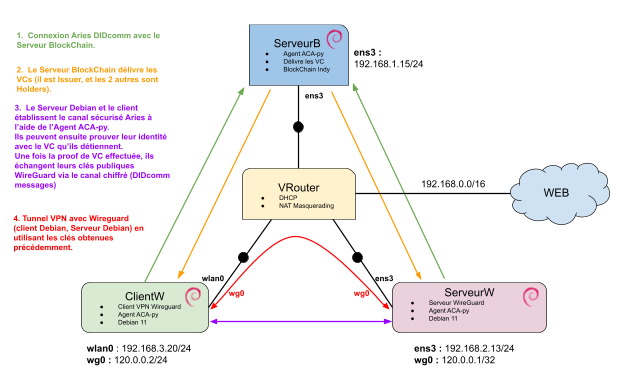 1. Connexion Aries DIDcomm avec le
Serveur BlockChain.
2. Le Serveur BlockChain délivre les
VCs (il est Issuer, et les 2 autres sont
Holders).
3. Le Serveur Debian et le client
établissent le canal sécurisé Aries à
l'aide de l'Agent ACA-py.
Ils peuvent ensuite prouver leur identité
avec le VC qu'ils détiennent.
Une fois la proof de VC effectuée, ils
échangent leurs clés publiques
WireGuard via le canal chiffré (DIDcomm
messages)
4. Tunnel VPN avec Wireguard
(client Debian, Serveur Debian) en
utilisant les clés obtenues
précédemment.
ServeurB
● Agent ACA-py
● Délivre les VC
● BlockChain Indy
ens3 :
192.168.1.15/24
ens3
VRouter
● DHCP
● NAT Masquerading
192.168.0.0/16
WEB
wlan0
ens3
wg0
wg0
ClientW
● Client VPN Wireguard
● Agent ACA-py
● Debian 11
wlan0 : 192.168.3.20/24
wg0 : 120.0.0.2/24
ServeurW
● Serveur WireGuard
● Agent ACA-py
● Debian 11
ens3 : 192.168.2.13/24
wg0 : 120.0.0.1/32